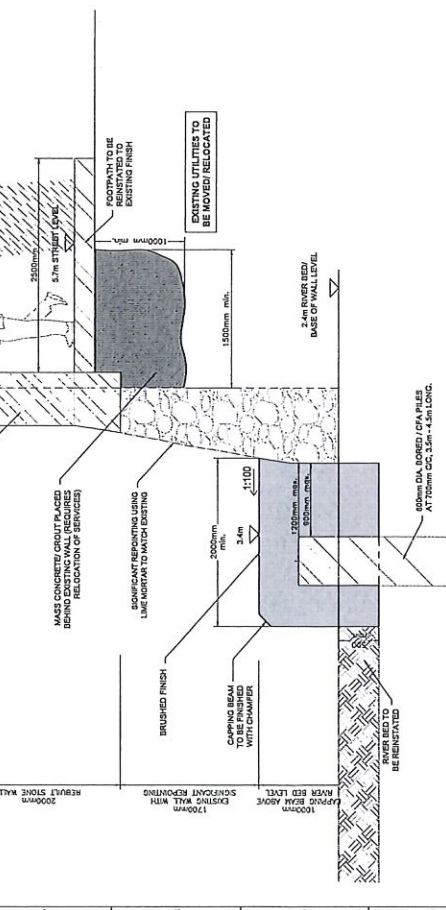 2500mm
5.7m STREET LEVEL
FOOTPATH TO BE
REINSTATED TO
EXISTING FINISH
1000mm min.
EXISTING UTILITIES TO
BE MOVED/ RELOCATED
1500mm min.
2.4m RIVER BED/
BASE OF WALL LEVEL
MASS CONCRETE/ GROUT PLACED
BEHIND EXISTING WALL (REQUIRES
RELOCATION OF SERVICES)
SIGNIFICANT REPOINTING USING
LIME MORTAR TO MATCH EXISTING
2000mm
min.
3.4m
1:100
1200mm max.
600mm max.
BRUSHED FINISH
CAPPING BEAM
TO BE FINISHED
WITH CHAMFER
600mm DIA. BORED / CFA PILES
AT 700mm C/C, 3.5m - 4.5m LONG.
500
RIVER BED TO
BE REINSTATED
REBUILT STONE WALL
2000mm
EXISTING WALL WITH
SIGNIFICANT REPOINTING
1700mm
CAPPING BEAM ABOVE
RIVER BED LEVEL
1000mm